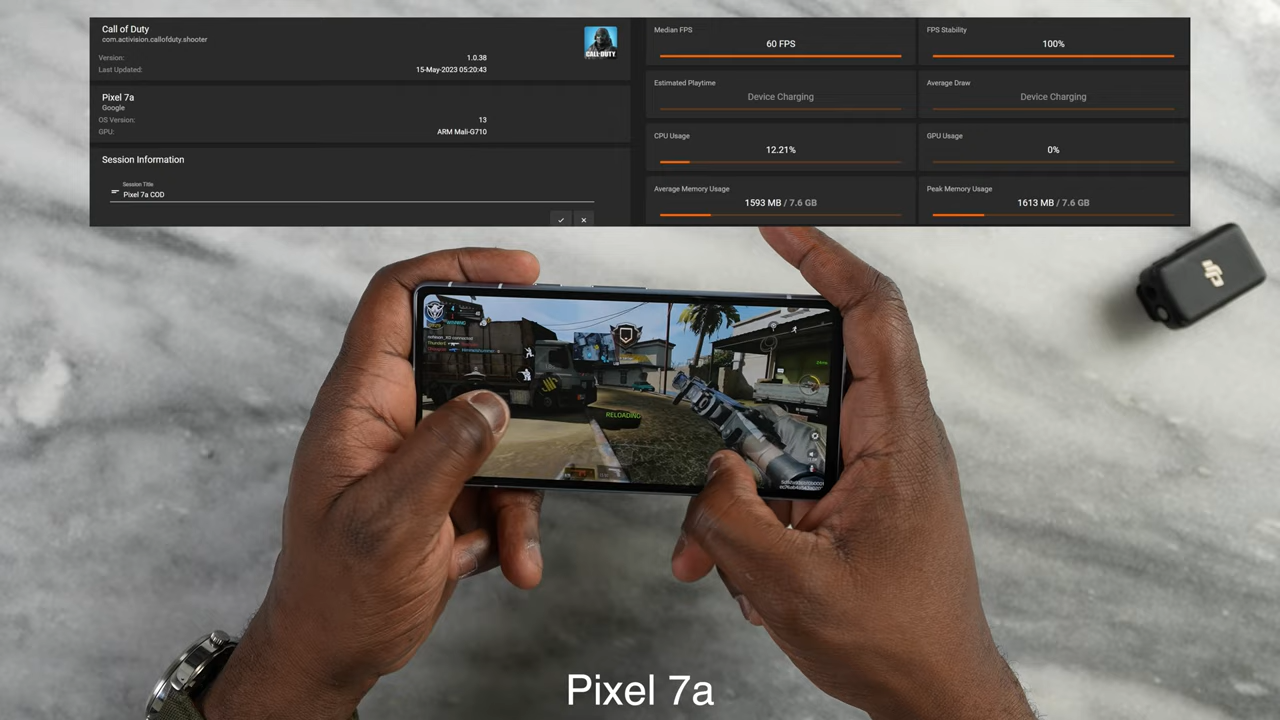 Call of Duty
com.activision.callofduty.shooter
Version: 1.0.38
Last Updated: 15-May-2023 05:20:43
CALL DUTY
Pixel 7a
Google
OS Version: 13
GPU: ARM Mali-G710
Session Information
Session Title
Pixel 7a COD
Median FPS
60 FPS
FPS Stability
100%
Estimated Playtime
Device Charging
Average Draw
Device Charging
CPU Usage
12.21%
GPU Usage
0%
Average Memory Usage
1593 MB / 7.6 GB
Peak Memory Usage
1613 MB / 7.6 GB
RELOADING
Pixel 7a